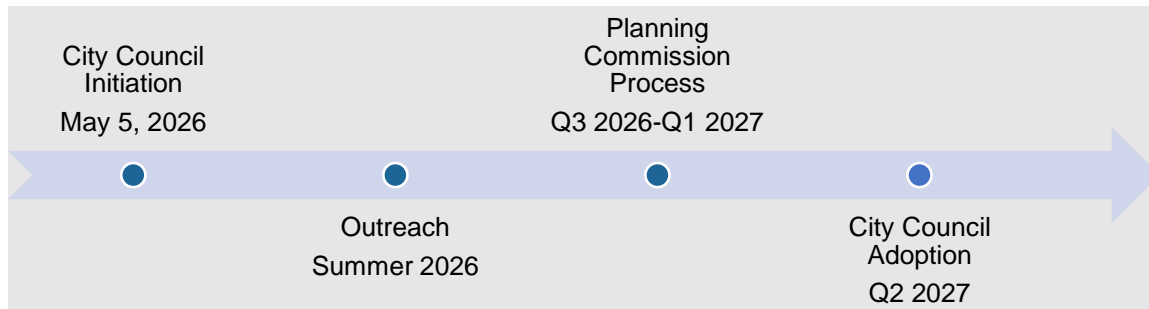 City Council
Initiation
May 5, 2026
Outreach
Summer 2026
Planning
Commission
Process
Q3 2026-Q1 2027
City Council
Adoption
Q2 2027